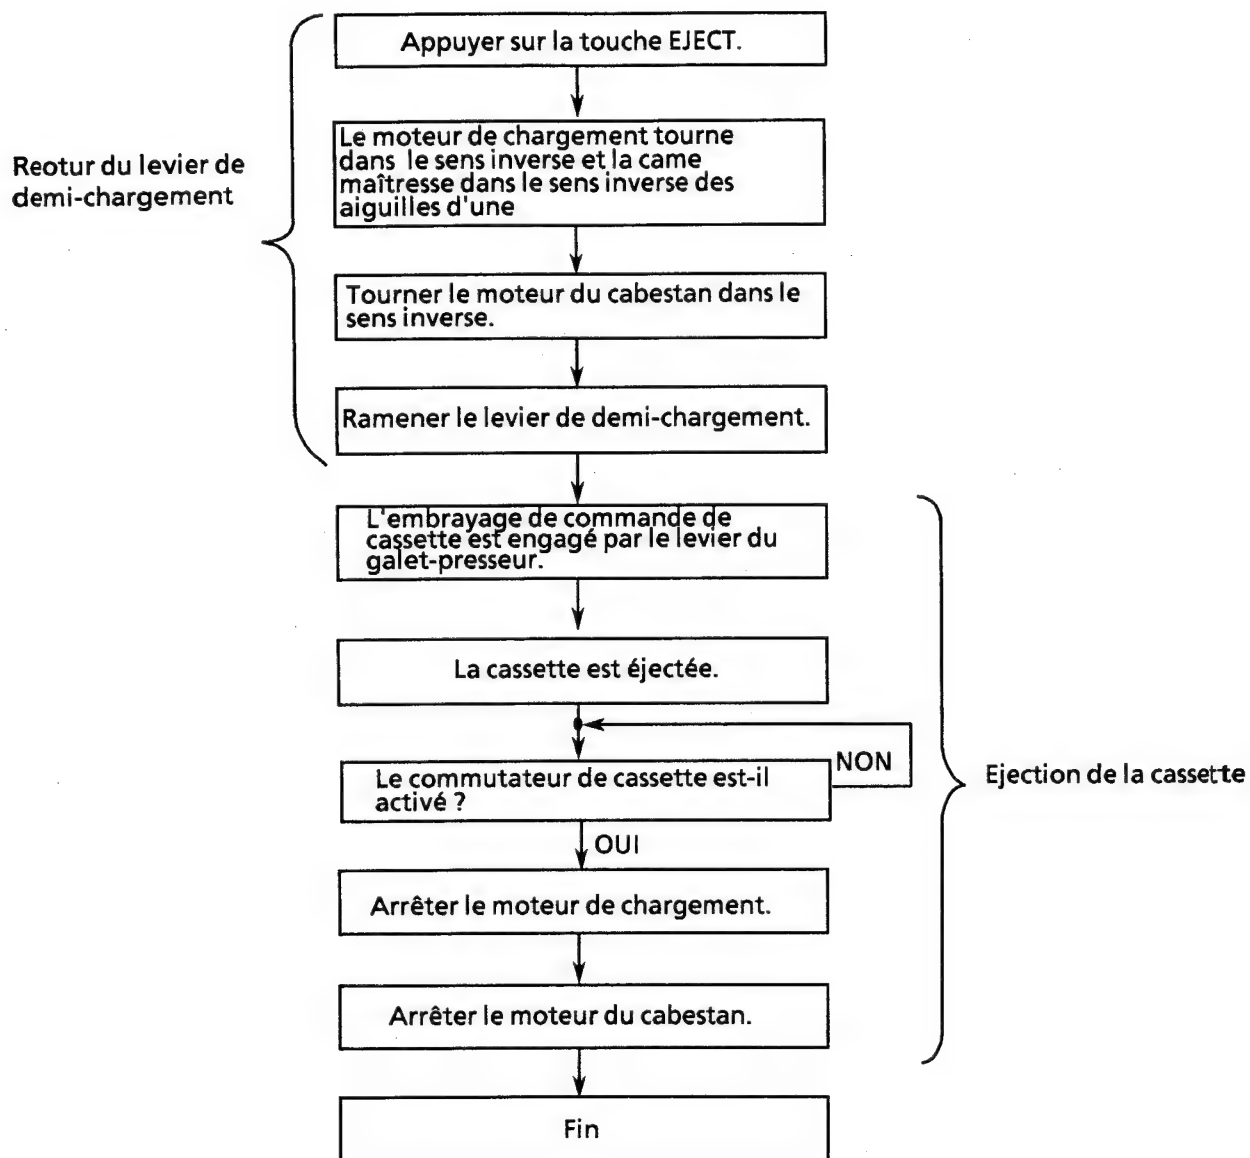 Appuyer sur la touche EJECT.
Le moteur de chargement tourne
dans le sens inverse et la came
maîtresse dans le sens inverse des
aiguilles d'une
Reotur du levier de
demi-chargement
Tourner le moteur du cabestan dans le
sens inverse.
Ramener le levier de demi-chargement.
L'embrayage de commande de
cassette est engagé par le levier du
galet-presseur.
La cassette est éjectée.
NON
Le commutateur de cassette est-il
activé ?
Ejection de la cassette
OUI
Arrêter le moteur de chargement.
Arrêter le moteur du cabestan.
Fin